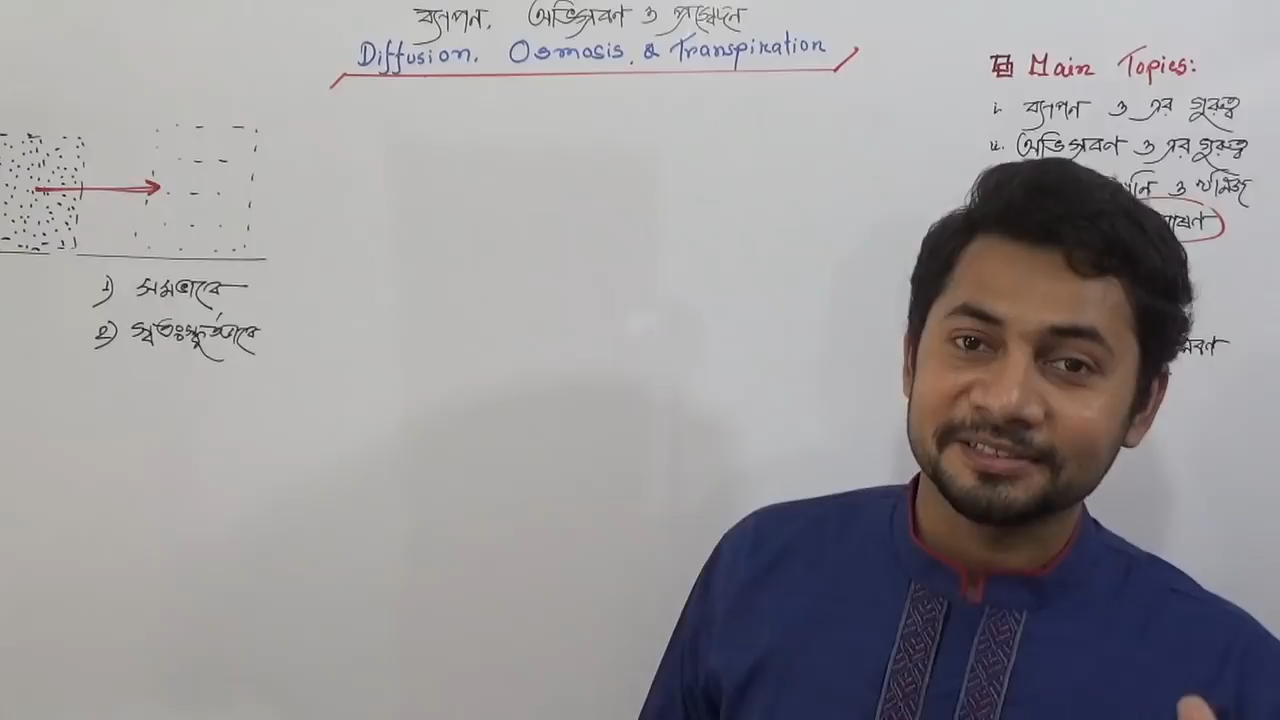 ব্যাপন, অভিস্রবণ ও প্রস্বেদন
Diffusion, Osmosis, & Transpiration
Main Topics:
i. ব্যাপন ও এর গুরুত্ব
ii. অভিস্রবণ ও এর গুরুত্ব
ও খনিজ
১) সমভাবে
২) স্বতঃস্ফূর্তভাবে